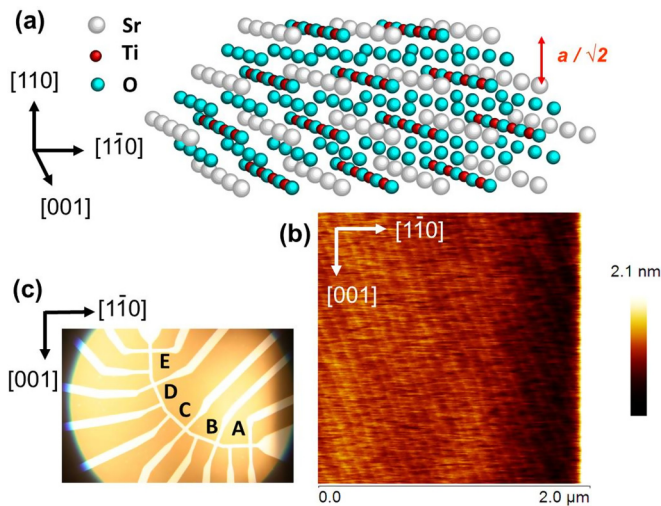 (a)
Sr
Ti
O
a / √2
[110]
[11̅0]
[001]
(b)
[11̅0]
[001]
2.1 nm
(c)
[11̅0]
[001]
E
D
C
B
A
0.0
2.0 μm